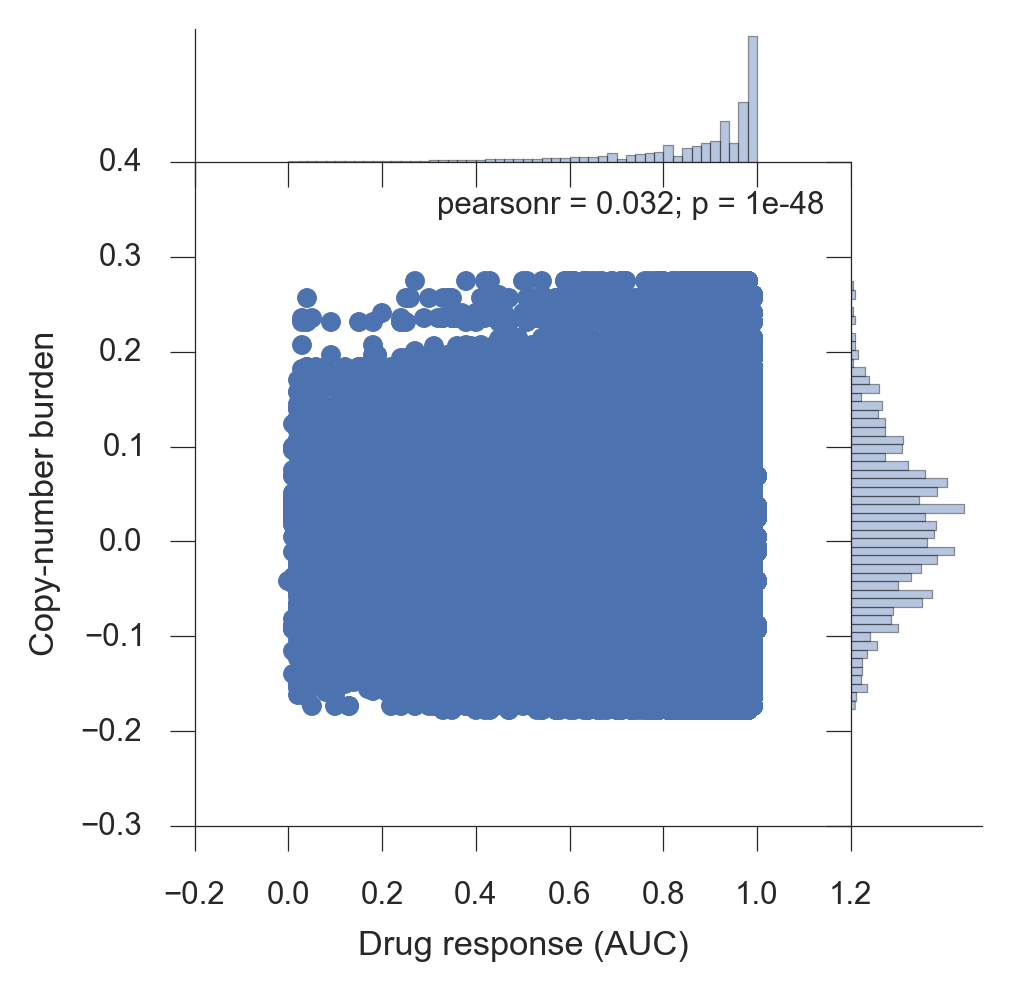 0.4
pearsonr = 0.032; p = 1e-48
0.3
0.2
0.1
0.0
−0.1
−0.2
−0.3
Copy-number burden
−0.2 0.0 0.2 0.4 0.6 0.8 1.0 1.2
Drug response (AUC)